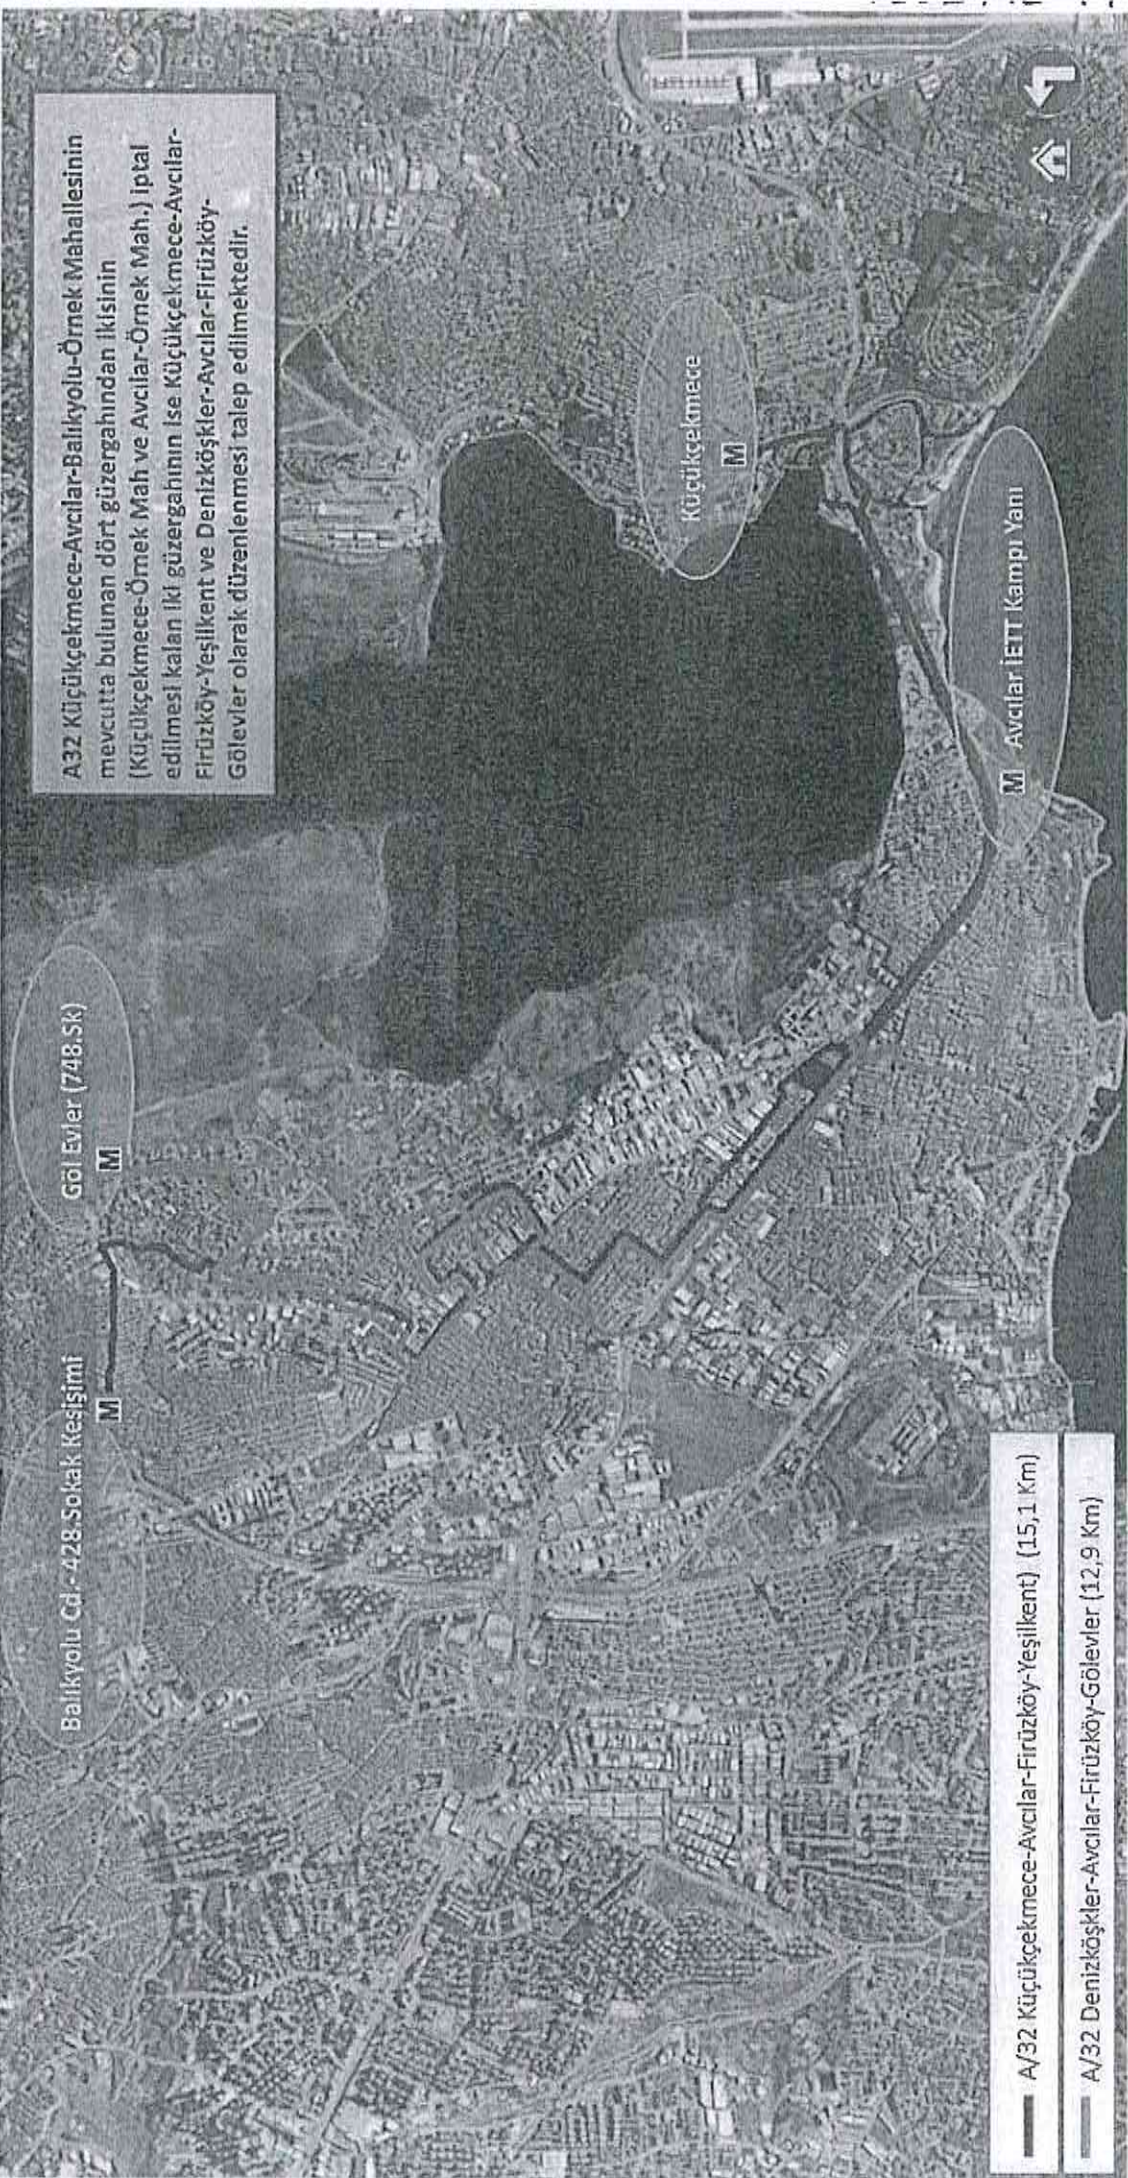 A32 Küçükçekmece-Avcılar-Balıkyolu-Örnek Mahallesinin
mevcutta bulunan dört güzergahından ikisinin
(Küçükçekmece-Örnek Mah ve Avcılar-Örnek Mah.) iptal
edilmesi kalan iki güzergahının ise Küçükçekmece-Avcılar-
Firüzköy-Yeşilkent ve Denizköşkler-Avcılar-Firüzköy-
Gölevler olarak düzenlenmesi talep edilmektedir.
Balıkyolu Cd.- 428.Sokak Kesişimi
M
Göl Evler (748.Sk)
M
Küçükçekmece
M
M Avcılar İETT Kampı Yanı
A/32 Küçükçekmece-Avcılar-Firüzköy-Yeşilkent) (15,1 Km)
A/32 Denizköşkler-Avcılar-Firüzköy-Gölevler (12,9 Km)